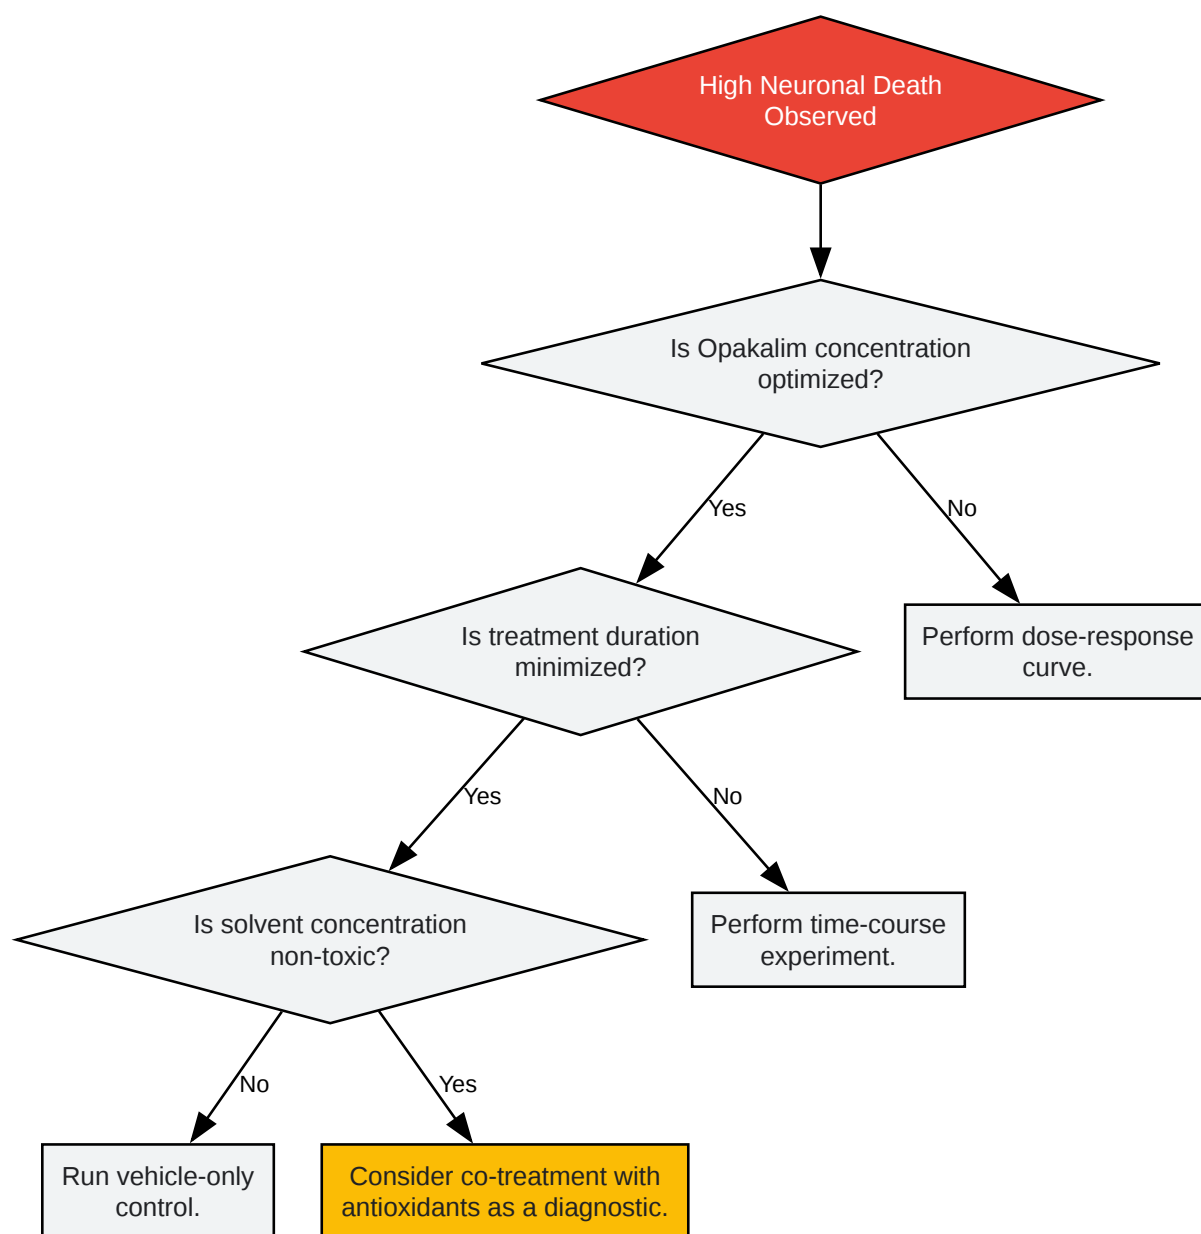 High Neuronal Death
Observed
Is Opakalim concentration
optimized?
Yes
No
Is treatment duration
minimized?
Perform dose-response
curve.
Yes
No
Is solvent concentration
non-toxic?
Perform time-course
experiment.
No
Yes
Run vehicle-only
control.
Consider co-treatment with
antioxidants as a diagnostic.